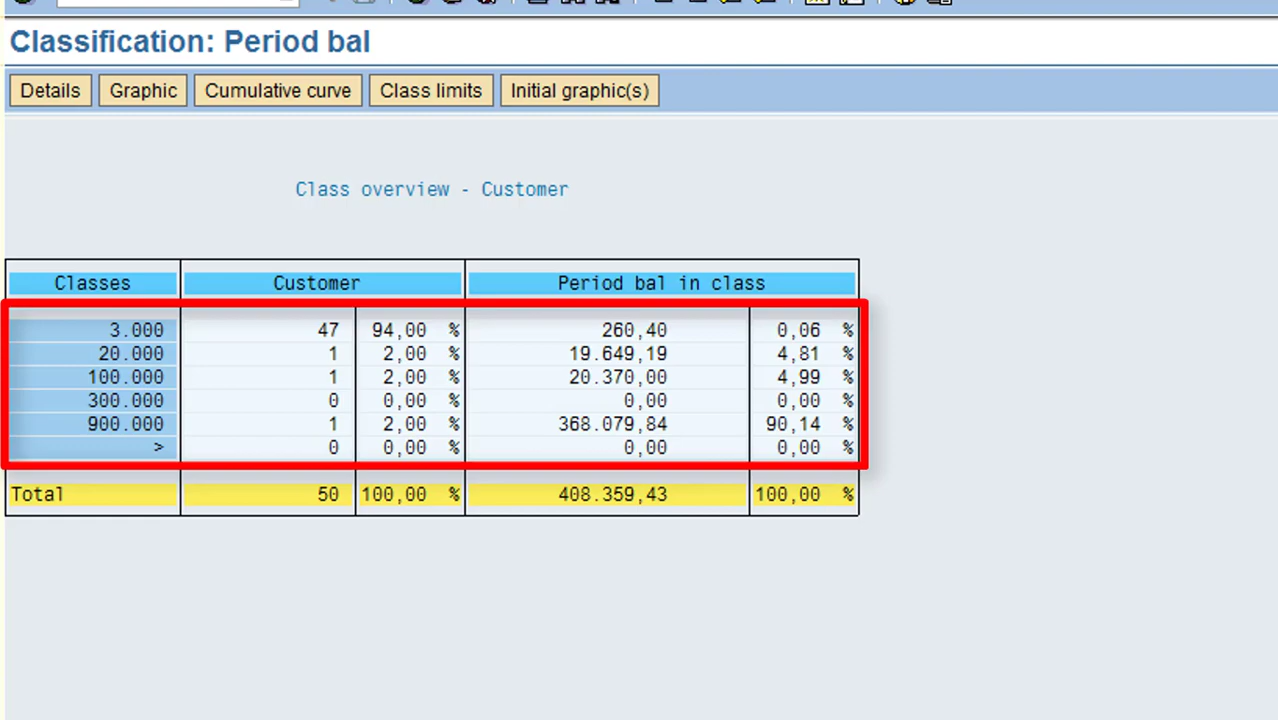 Classification: Period bal
Details Graphic Cumulative curve Class limits Initial graphic(s)
Class overview - Customer
Classes Customer Period bal in class
3.000 47 94,00 % 260,40 0,06 %
20.000 1 2,00 % 19.649,19 4,81 %
100.000 1 2,00 % 20.370,00 4,99 %
300.000 0 0,00 % 0,00 0,00 %
900.000 1 2,00 % 368.079,84 90,14 %
> 0 0,00 % 0,00 0,00 %
Total 50 100,00 % 408.359,43 100,00 %